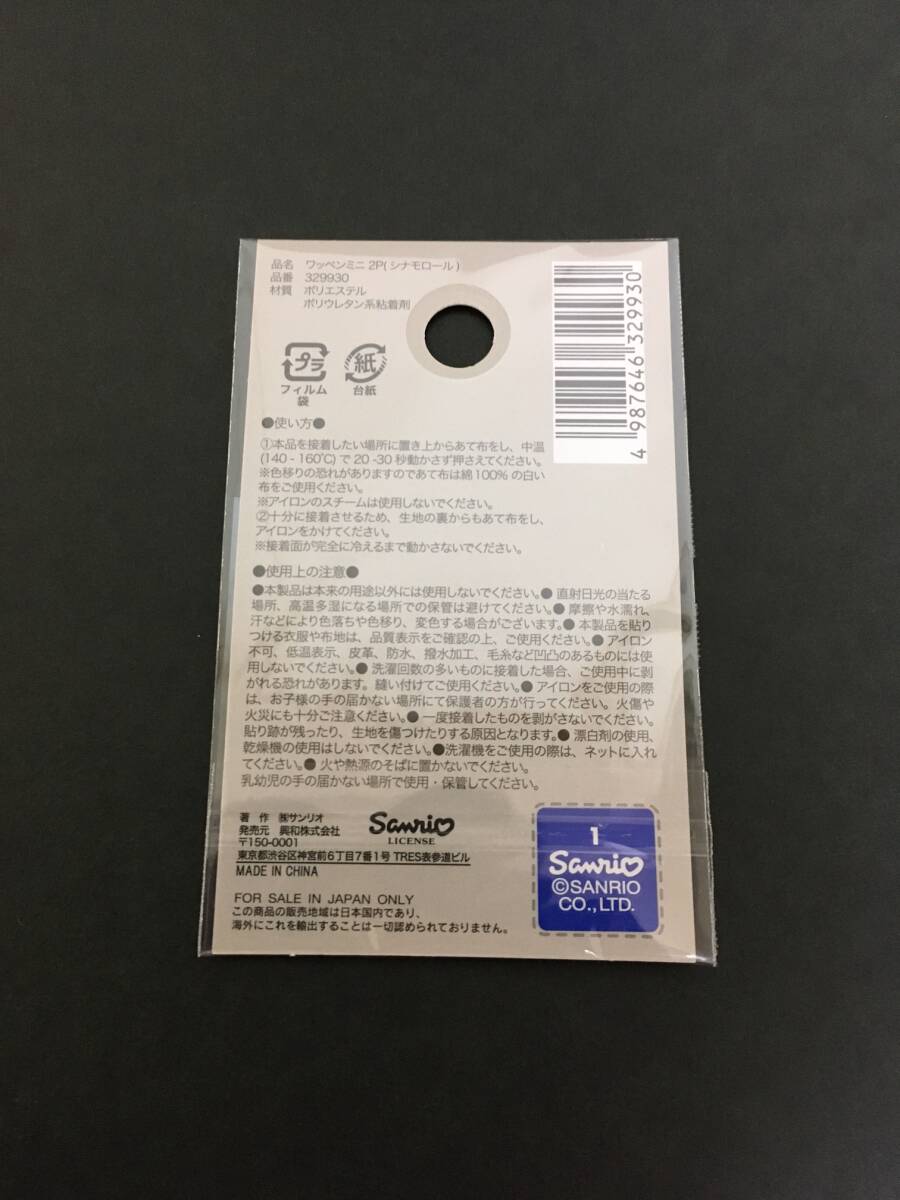 品名 ワッペンミニ 2P(シナモロール)
品番 329930
材質 ポリエステル
ポリウレタン系粘着剤
プラ
フィルム
袋
紙
台紙
4 987646 329930
●使い方●
①本品を接着したい場所に置き上からあて布をし、中温
(140 - 160℃) で 20 -30 秒動かさず押さえてください。
※色移りの恐れがありますのであて布は綿100% の白い
布をご使用ください。
※アイロンのスチームは使用しないでください。
②十分に接着させるため、生地の裏からもあて布をし、
アイロンをかけてください。
※接着面が完全に冷えるまで動かさないでください。
●使用上の注意●
●本製品は本来の用途以外には使用しないでください。● 直射日光の当たる
場所、高温多湿になる場所での保管は避けてください。● 摩擦や水濡れ、
汗などにより色落ちや色移り、変色する場合がございます。● 本製品を貼り
つける衣服や布地は、品質表示をご確認の上、ご使用ください。● アイロン
不可、低温表示、皮革、防水、撥水加工、毛糸など凹凸のあるものには使
用しないでください。● 洗濯回数の多いものに接着した場合、ご使用中に剥
がれる恐れがあります。縫い付けてご使用ください。● アイロンをご使用の際
は、お子様の手の届かない場所にて保護者の方が行ってください。火傷や
火災にも十分ご注意ください。● 一度接着したものを剥がさないでください。
貼り跡が残ったり、生地を傷つけたりする原因となります。● 漂白剤の使用、
乾燥機の使用はしないでください。●洗濯機をご使用の際は、ネットに入れ
てください。● 火や熱源のそばに置かないでください。
乳幼児の手の届かない場所で使用・保管してください。
著 作 ㈱サンリオ
発売元 興和株式会社
〒150-0001
東京都渋谷区神宮前6丁目7番1号 TRES表参道ビル
MADE IN CHINA
Sanrio
LICENSE
FOR SALE IN JAPAN ONLY
この商品の販売地域は日本国内であり、
海外にこれを輸出することは一切認められておりません。
1
Sanrio
©SANRIO
CO.,LTD.